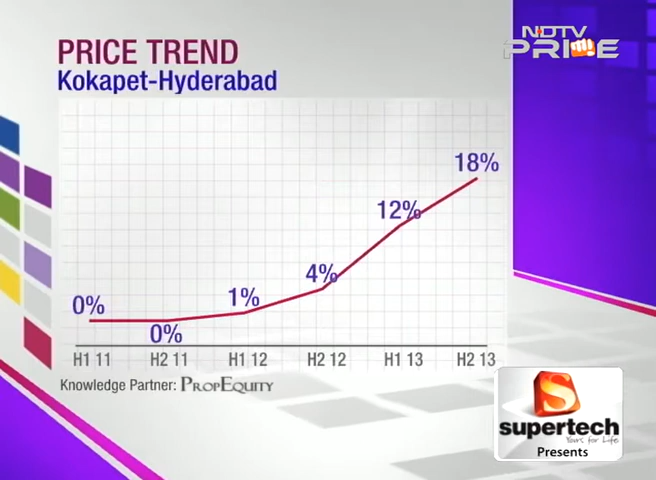 NDTV
PRIME
PRICE TREND
Kokapet-Hyderabad
18%
12%
4%
1%
0%
0%
H1 11 H2 11 H1 12 H2 12 H1 13 H2 13
Knowledge Partner: PROPEQUITY
S
supertech
Yours for Life
Presents